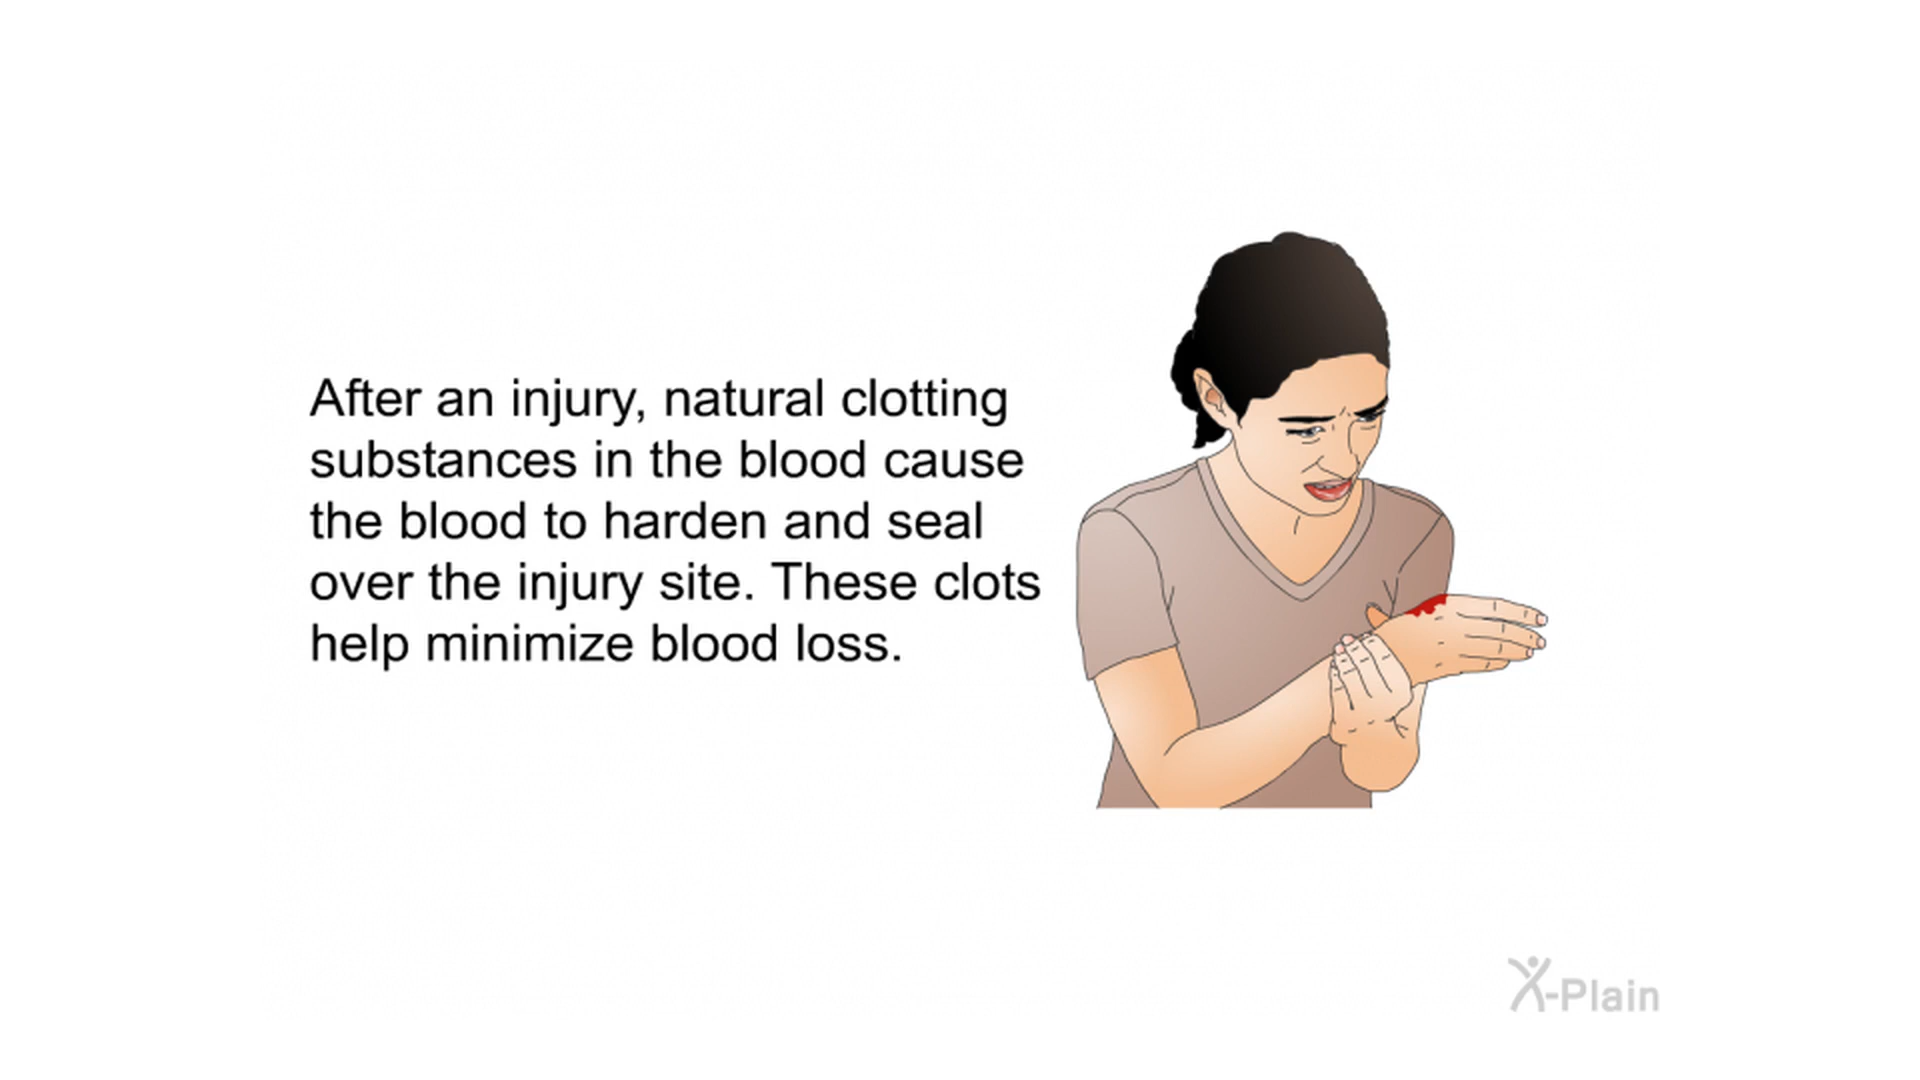 After an injury, natural clotting
substances in the blood cause
the blood to harden and seal
over the injury site. These clots
help minimize blood loss.
X-Plain